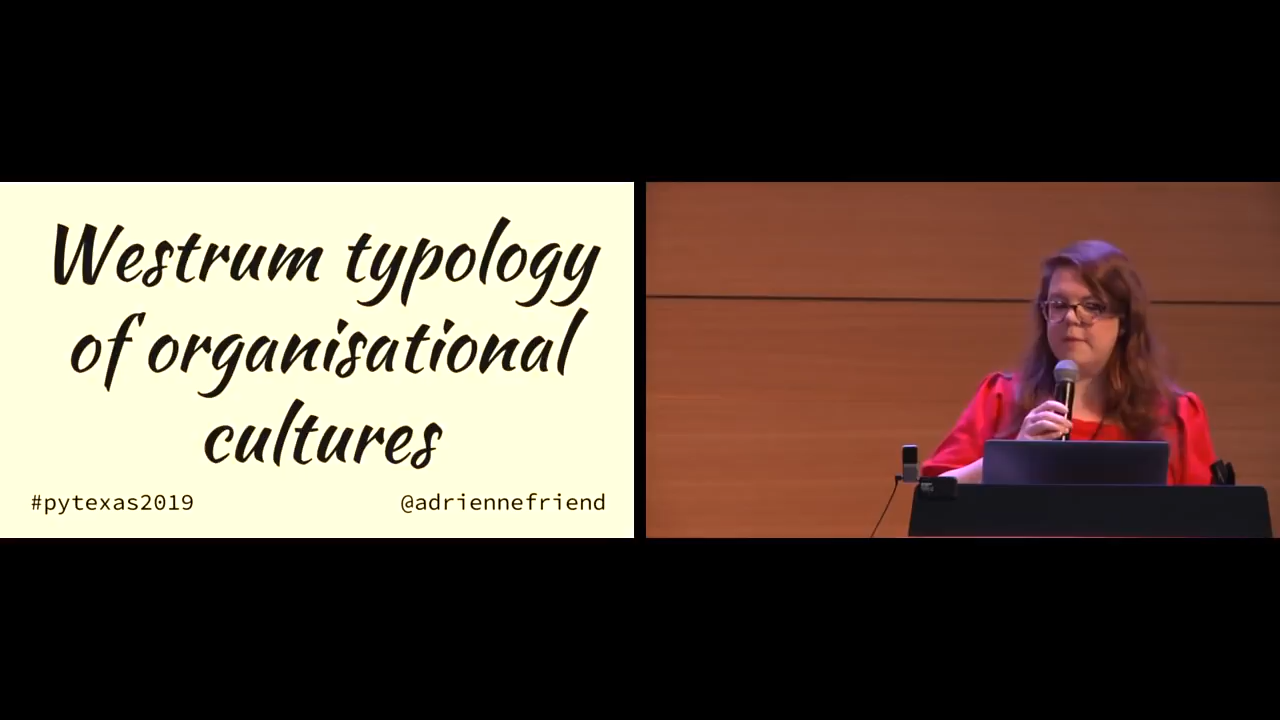 Westrum typology
of organisational
cultures
#pytexas2019
@adriennefriend